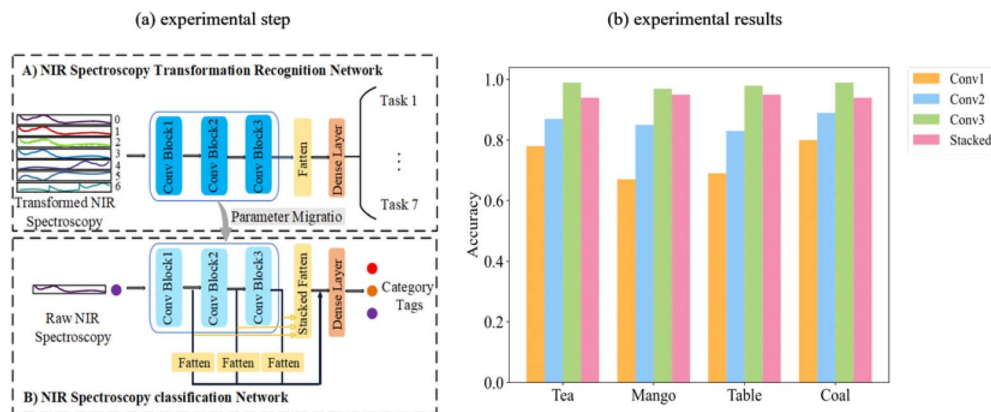 (a) experimental step
A) NIR Spectroscopy Transformation Recognition Network
0
1
2
3
4
5
6
Transformed NIR
Spectroscopy
Conv Block1
Conv Block2
Conv Block3
Fatten
Dense Layer
Task 1
⋮
Task 7
Parameter Migratio
Raw NIR
Spectroscopy
Conv Block1
Conv Block2
Conv Block3
Stacked Fatten
Dense Layer
Category
Tags
Fatten
Fatten
Fatten
B) NIR Spectroscopy classification Network
(b) experimental results
Accuracy
1.0
0.8
0.6
0.4
0.2
0.0
Tea
Mango
Table
Coal
Conv1
Conv2
Conv3
Stacked